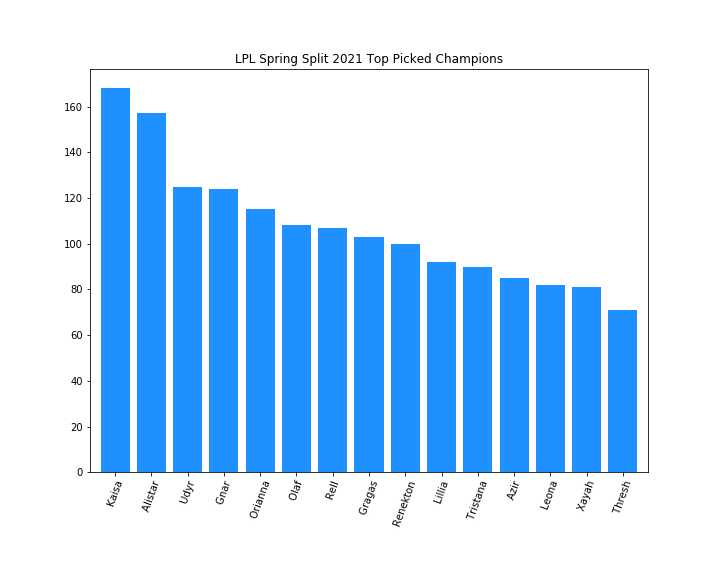 LPL Spring Split 2021 Top Picked Champions
160
140
120
100
80
60
40
20
0
Kaisa
Alistar
Udyr
Gnar
Orianna
Olaf
Rell
Gragas
Renekton
Lillia
Tristana
Azir
Leona
Xayah
Thresh